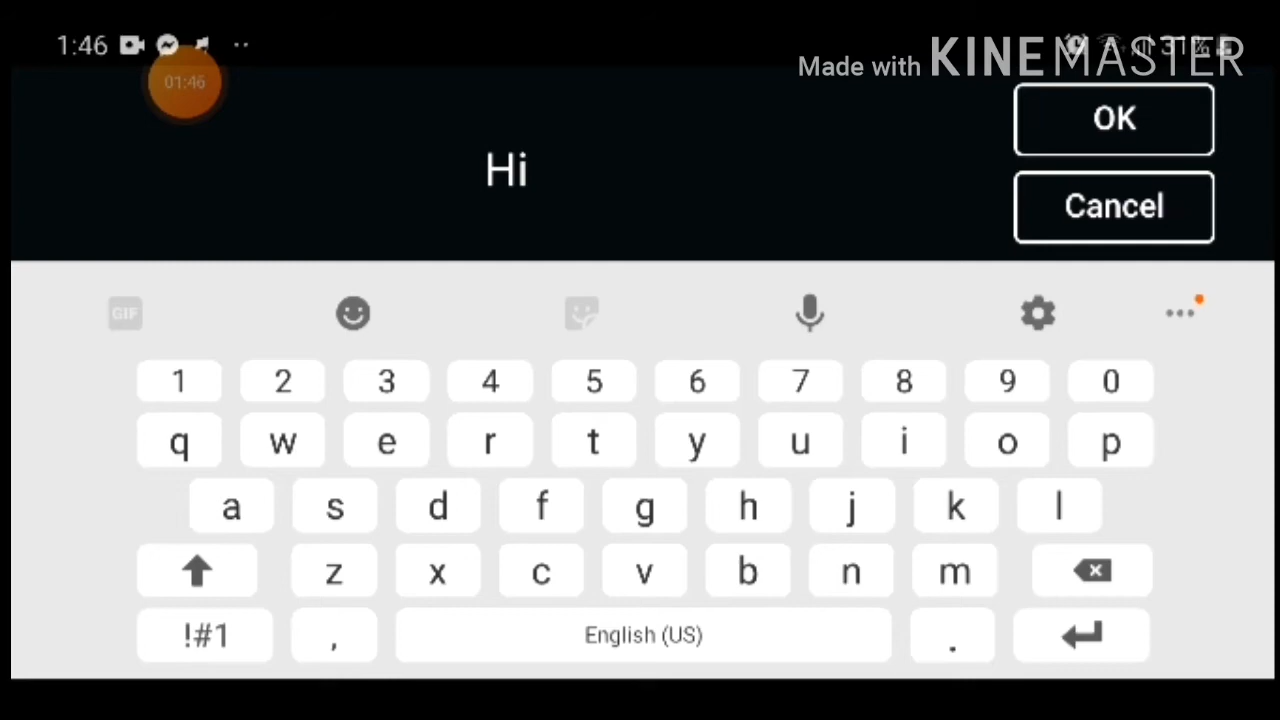 1:46
31%
01:46
Made with KINEMASTER
OK
Hi
Cancel
GIF
1 2 3 4 5 6 7 8 9 0
q w e r t y u i o p
a s d f g h j k l
z x c v b n m
!#1 , English (US) .